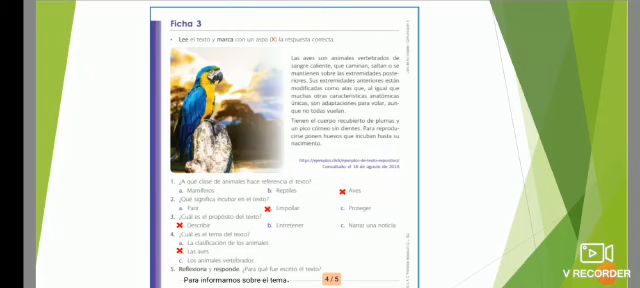 Ficha 3
• Lee el texto y marca con un aspa (X) la respuesta correcta.
Las aves son animales vertebrados de
sangre caliente, que caminan, saltan o se
mantienen sobre las extremidades poste-
riores. Sus extremidades anteriores están
modificadas como alas que, al igual que
muchas otras características anatómicas
únicas, son adaptaciones para volar, aun-
que no todas vuelan.
Tienen el cuerpo recubierto de plumas y
un pico córneo sin dientes. Para reprodu-
cirse ponen huevos que incuban hasta su
nacimiento.
https://ejemplos.click/ejemplos-de-texto-expositivo/
Consultado el 18 de agosto de 2018
1. ¿A qué clase de animales hace referencia el texto?
a. Mamíferos b. Reptiles Aves
2. ¿Qué significa incubar en el texto?
a. Parir Empollar c. Proteger
3. ¿Cuál es el propósito del texto?
Describir b. Entretener c. Narrar una noticia
4. ¿Cuál es el tema del texto?
a. La clasificación de los animales
Las aves
c. Los animales vertebrados
5. Reflexiona y responde ¿Para qué fue escrito el texto?
Para informarnos sobre el tema.
4 / 5
V RECORDER